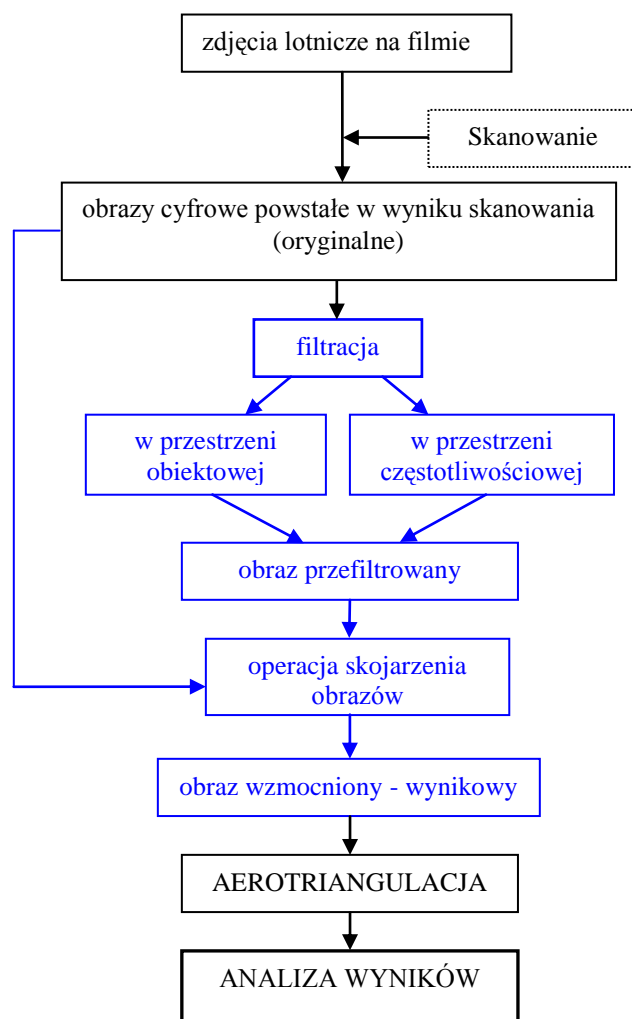 zdjęcia lotnicze na filmie
Skanowanie
obrazy cyfrowe powstałe w wyniku skanowania
(oryginalne)
filtracja
w przestrzeni
obiektowej
w przestrzeni
częstotliwościowej
obraz przefiltrowany
operacja skojarzenia
obrazów
obraz wzmocniony - wynikowy
AEROTRIANGULACJA
ANALIZA WYNIKÓW